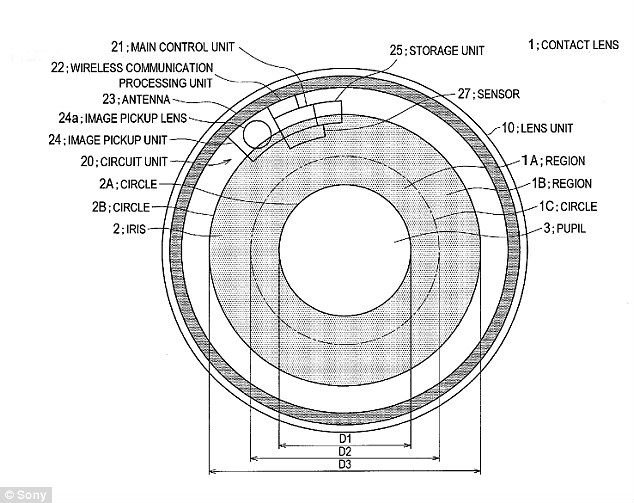 21; MAIN CONTROL UNIT
25; STORAGE UNIT
1; CONTACT LENS
22; WIRELESS COMMUNICATION
PROCESSING UNIT
23; ANTENNA
27; SENSOR
24a; IMAGE PICKUP LENS
24; IMAGE PICKUP UNIT
10; LENS UNIT
20; CIRCUIT UNIT
1A; REGION
2A; CIRCLE
1B; REGION
2B; CIRCLE
1C; CIRCLE
2; IRIS
3; PUPIL
D1
D2
D3
© Sony